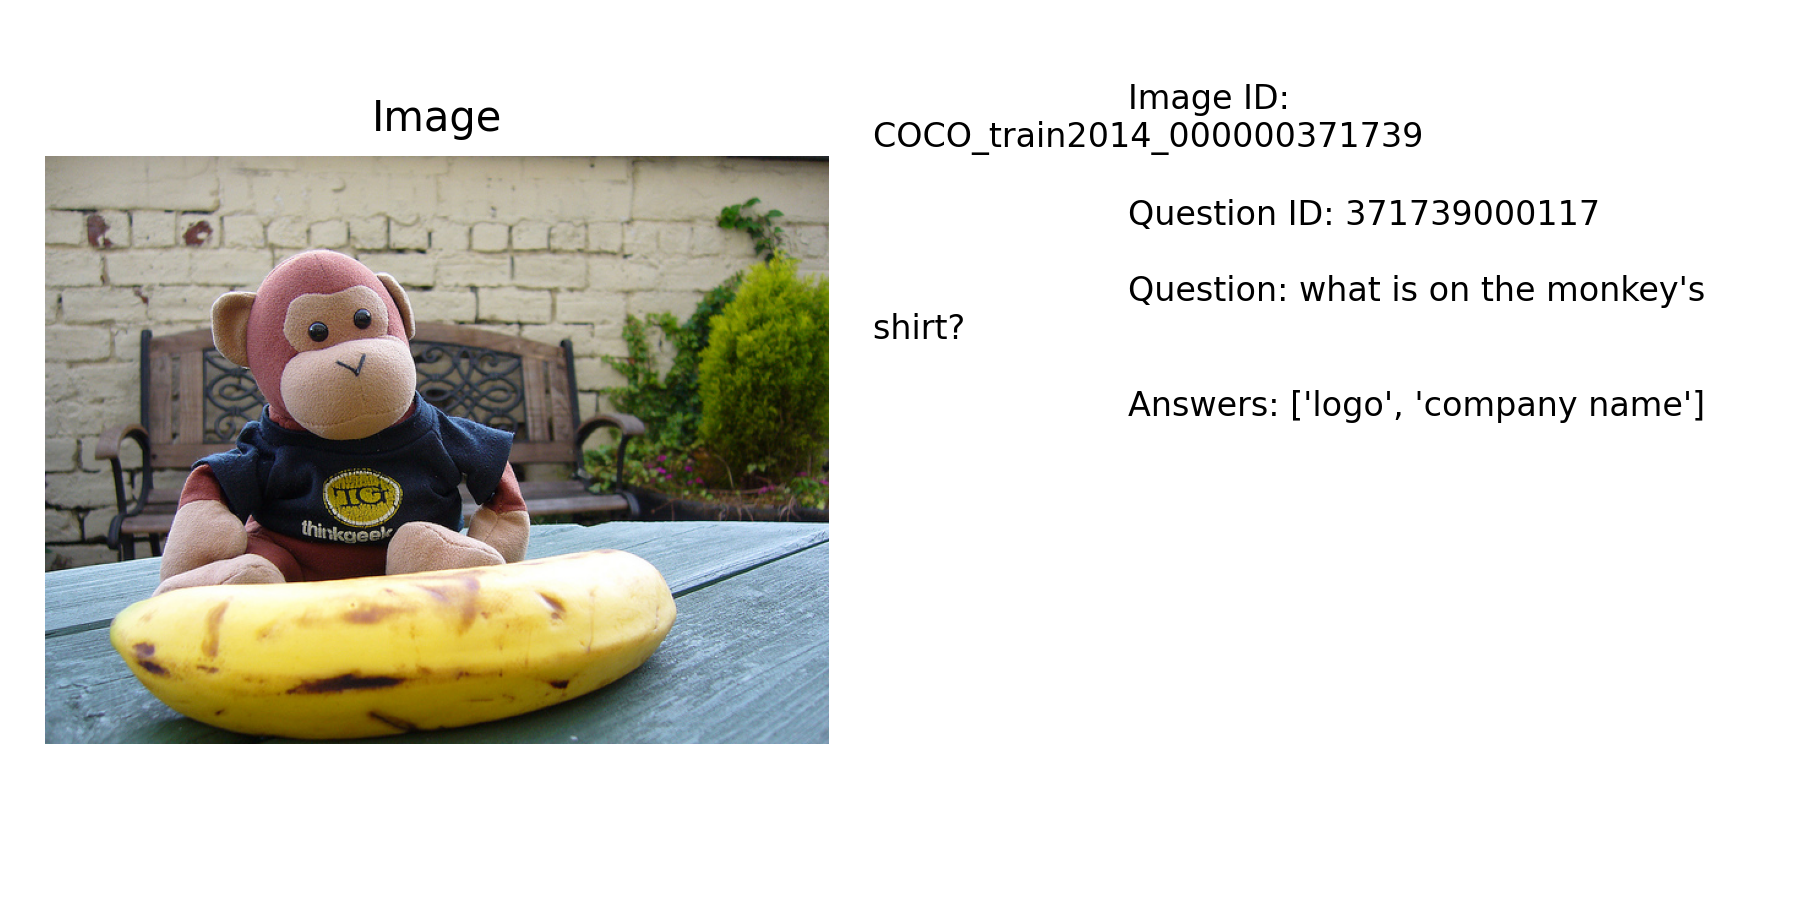 Image
Image ID:
COCO_train2014_000000371739
Question ID: 371739000117
Question: what is on the monkey's
shirt?
Answers: ['logo', 'company name']
TG
thinkgeek